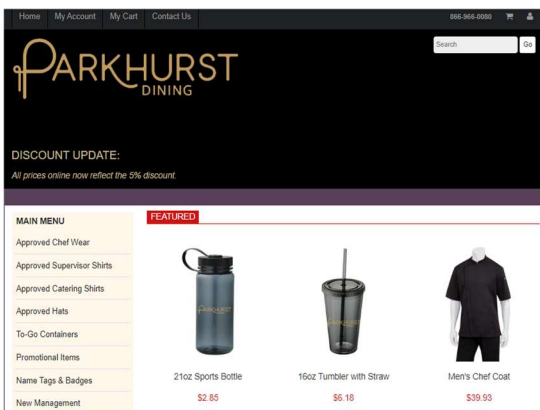 Home My Account My Cart Contact Us 866-966-0080
Search Go
PARKHURST
DINING
DISCOUNT UPDATE:
All prices online now reflect the 5% discount.
MAIN MENU
Approved Chef Wear
Approved Supervisor Shirts
Approved Catering Shirts
Approved Hats
To-Go Containers
Promotional Items
Name Tags & Badges
New Management
FEATURED
PARKHURST
PARKHURST
21oz Sports Bottle 16oz Tumbler with Straw Men's Chef Coat
$2.85 $6.18 $39.93